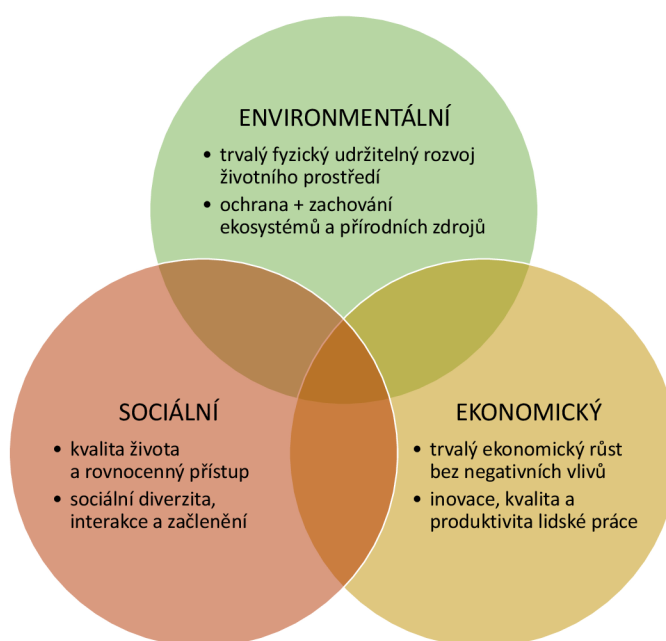 ENVIRONMENTÁLNÍ
• trvalý fyzický udržitelný rozvoj
životního prostředí
• ochrana + zachování
ekosystémů a přírodních zdrojů
SOCIÁLNÍ
• kvalita života
a rovnocenný přístup
• sociální diverzita,
interakce a začlenění
EKONOMICKÝ
• trvalý ekonomický růst
bez negativních vlivů
• inovace, kvalita a
produktivita lidské práce